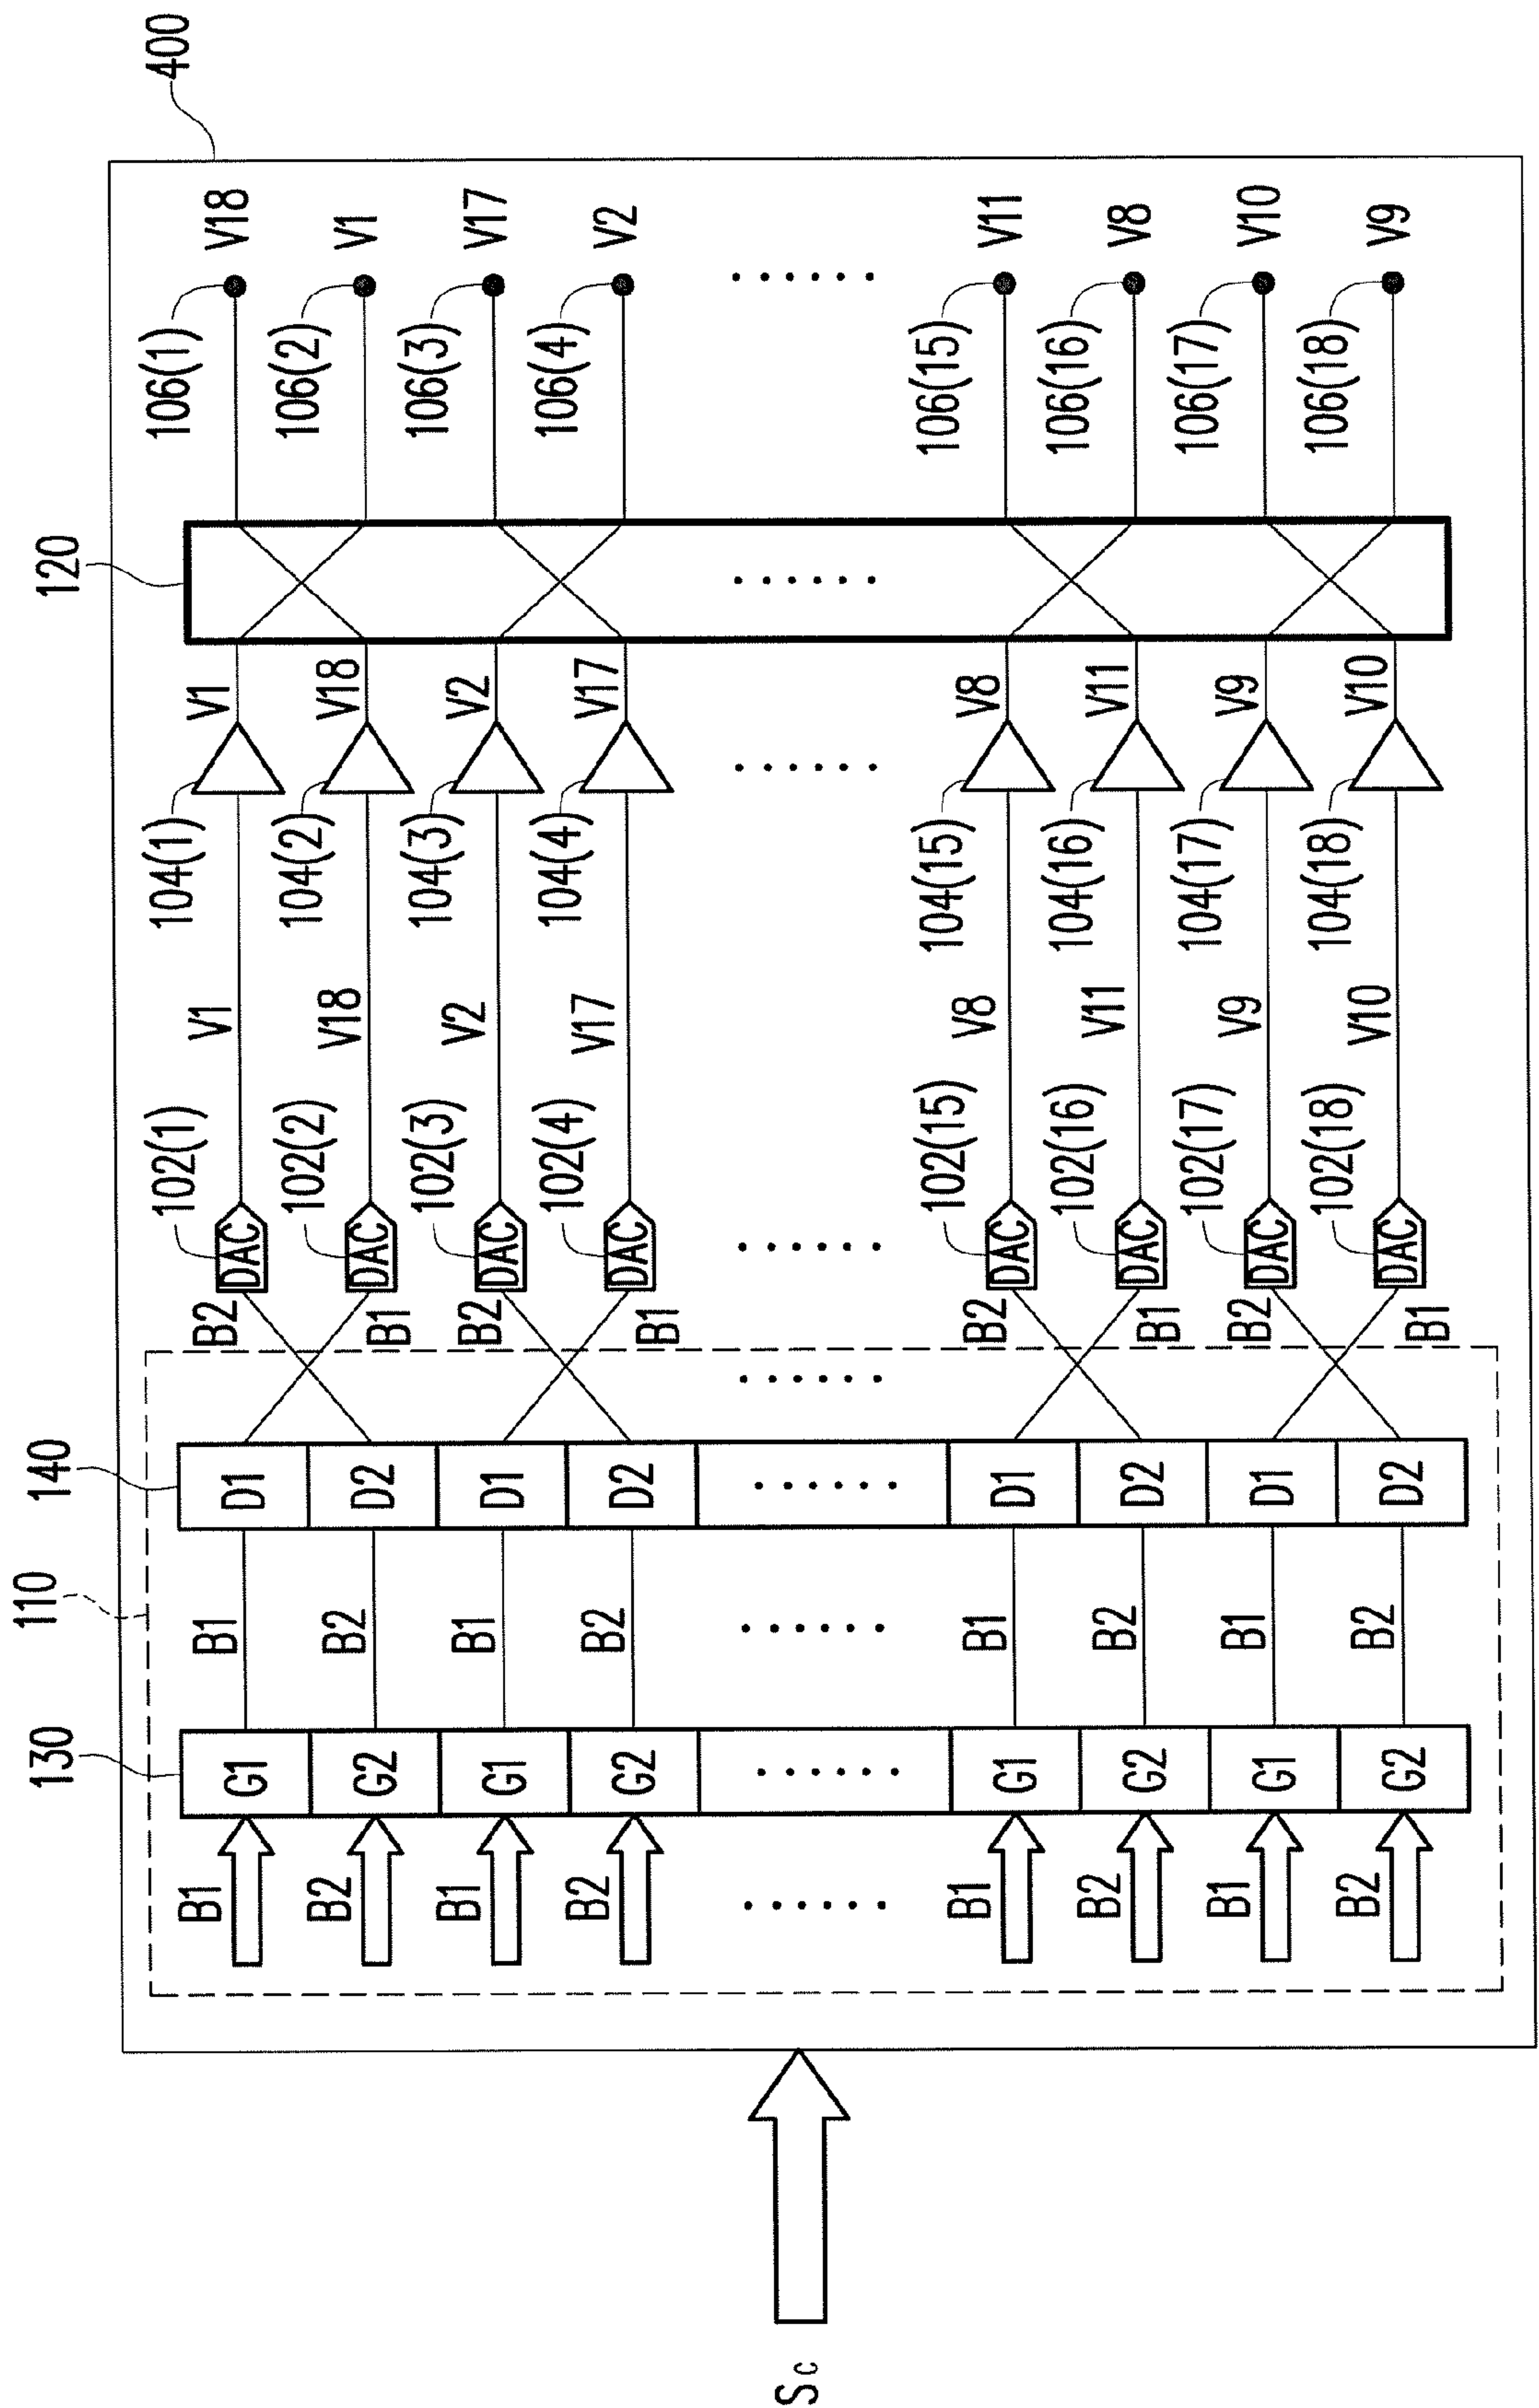 400
106(1) V18
106(2) V1
106(3) V17
106(4) V2
......
106(15) V11
106(16) V8
106(17) V10
106(18) V9
120
......
V1 V18 V2 V17 ...... V8 V11 V9 V10
104(1) 104(2) 104(3) 104(4) 104(15) 104(16) 104(17) 104(18)
V1 V18 V2 V17 V8 V11 V9 V10
102(1) 102(2) 102(3) 102(4) 102(15) 102(16) 102(17) 102(18)
DAC DAC DAC DAC ...... DAC DAC DAC DAC
B2 B1 B2 B1 B2 B1 B2 B1
......
140
D1 D2 D1 D2 ...... D1 D2 D1 D2
110
B1 B2 B1 B2 ...... B1 B2 B1 B2
130
G1 G2 G1 G2 ...... G1 G2 G1 G2
B1 B2 B1 B2 ...... B1 B2 B1 B2
Sc